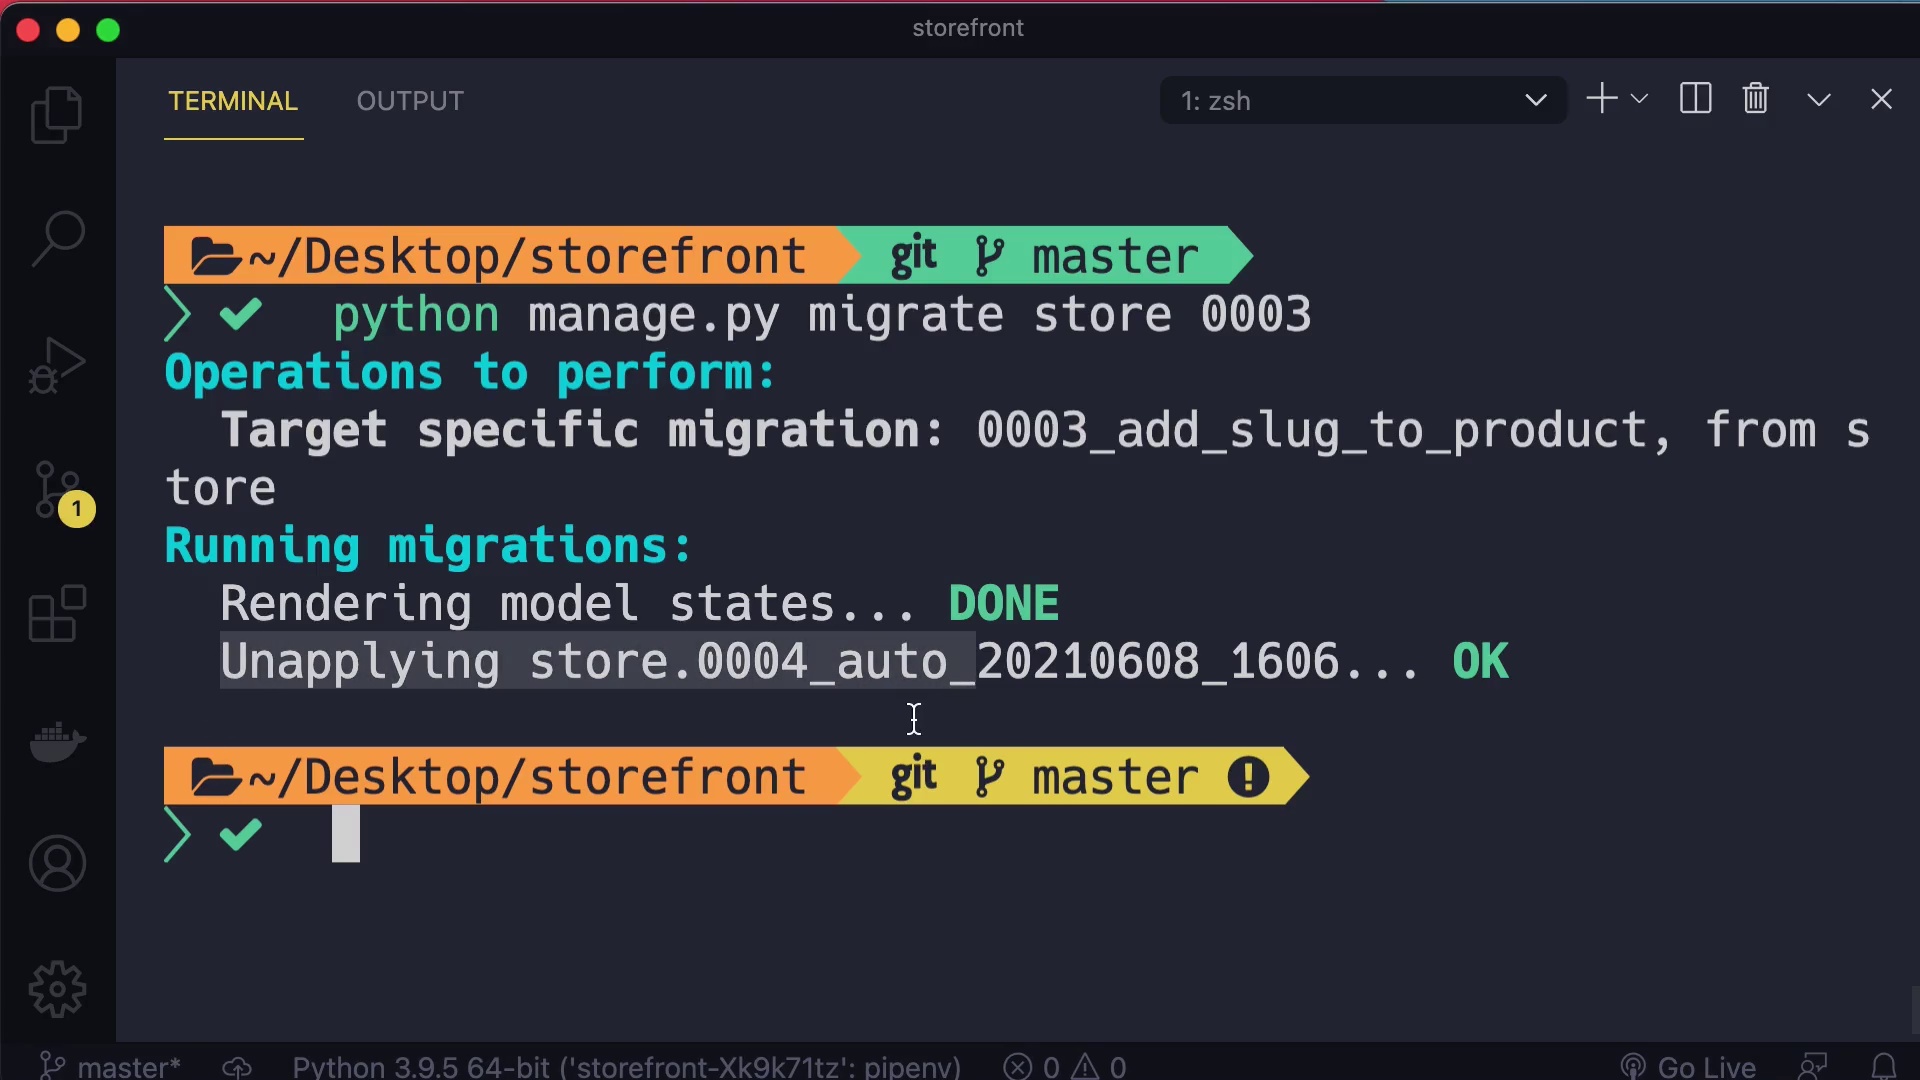 storefront
TERMINAL OUTPUT 1: zsh
~/Desktop/storefront git master
python manage.py migrate store 0003
Operations to perform:
Target specific migration: 0003_add_slug_to_product, from s
tore
Running migrations:
Rendering model states... DONE
Unapplying store.0004_auto_20210608_1606... OK
~/Desktop/storefront git master !
1
master* Python 3.9.5 64-bit ('storefront-Xk9k71tz': pipenv) 0 0 Go Live